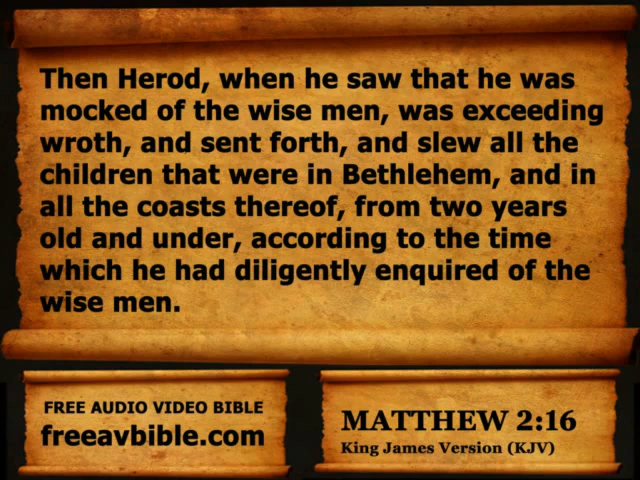 Then Herod, when he saw that he was
mocked of the wise men, was exceeding
wroth, and sent forth, and slew all the
children that were in Bethlehem, and in
all the coasts thereof, from two years
old and under, according to the time
which he had diligently enquired of the
wise men.
FREE AUDIO VIDEO BIBLE
freeavbible.com
MATTHEW 2:16
King James Version (KJV)